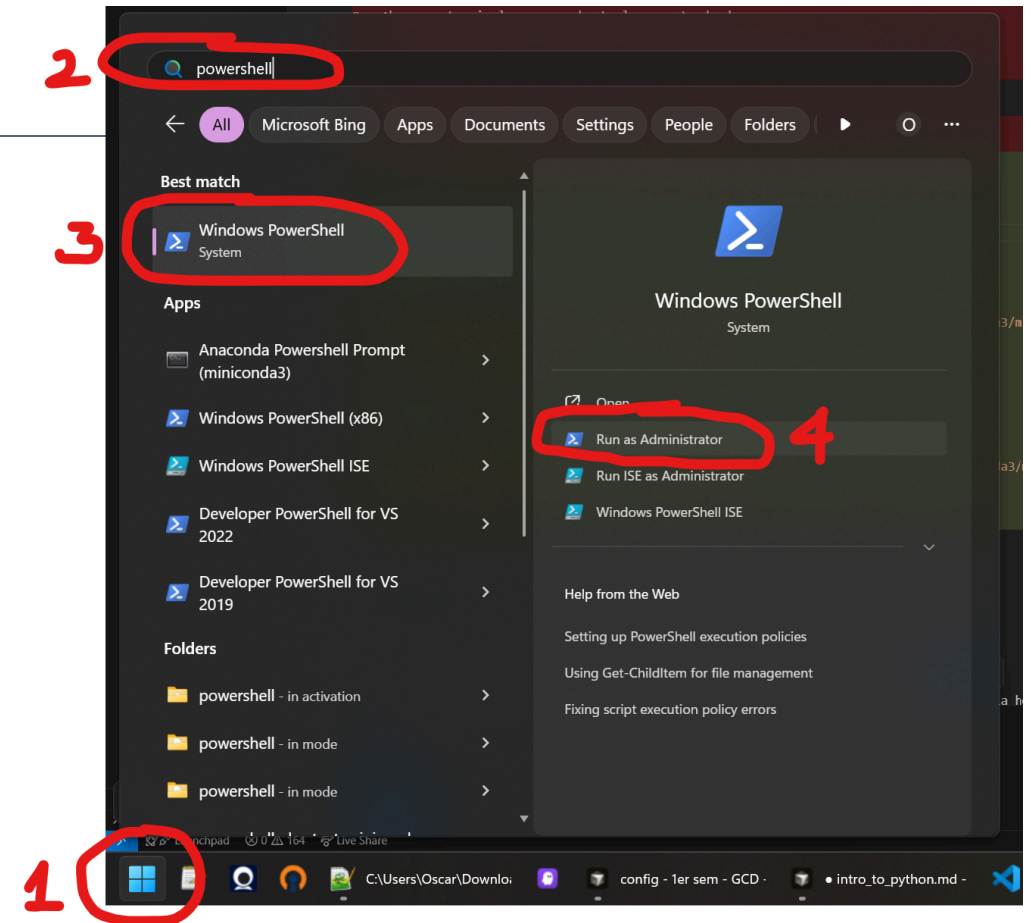 2
powershell
All Microsoft Bing Apps Documents Settings People Folders O ...
Best match
3
Windows PowerShell
System
Apps
Anaconda Powershell Prompt
(miniconda3)
Windows PowerShell (x86)
Windows PowerShell ISE
Developer PowerShell for VS
2022
Developer PowerShell for VS
2019
Folders
powershell - in activation
powershell - in mode
powershell - in mode
Windows PowerShell
System
Open
Run as Administrator
4
Run ISE as Administrator
Windows PowerShell ISE
Help from the Web
Setting up PowerShell execution policies
Using Get-ChildItem for file management
Fixing script execution policy errors
0 164 Live Share
1
C:\Users\Oscar\Downloa
config - 1er sem - GCD -
• intro_to_python.md -